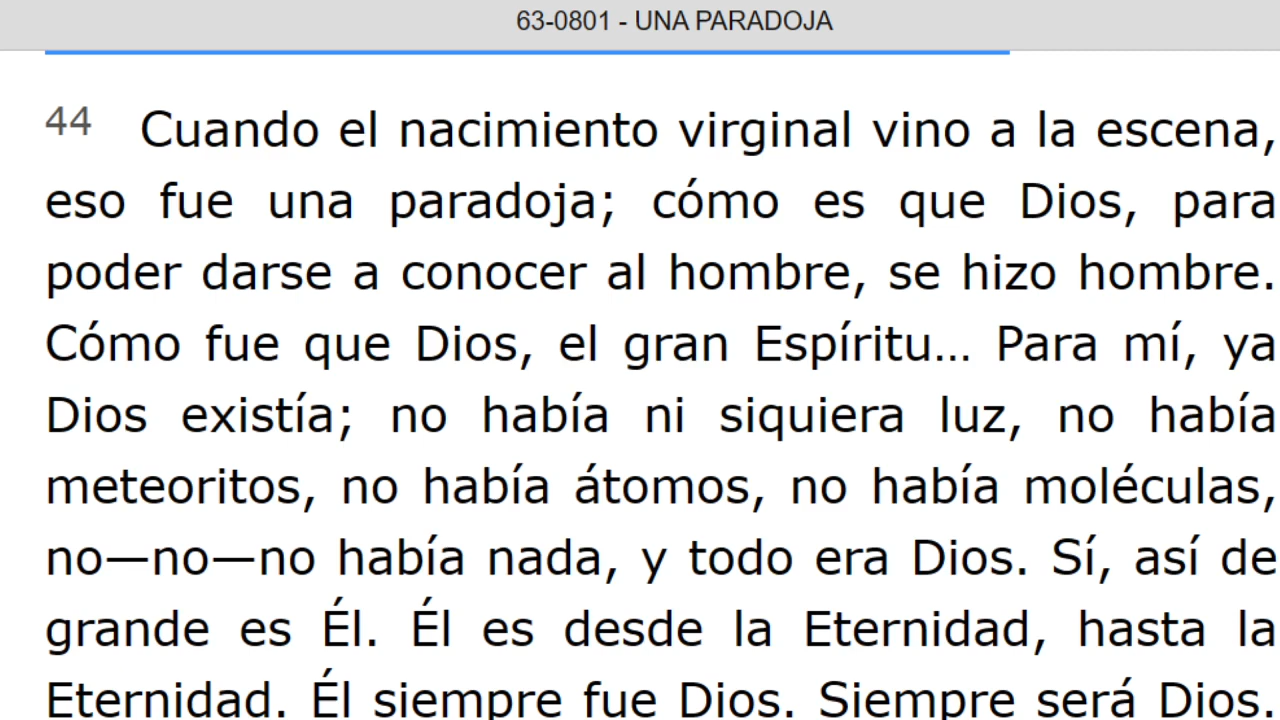 63-0801 - UNA PARADOJA
44 Cuando el nacimiento virginal vino a la escena,
eso fue una paradoja; cómo es que Dios, para
poder darse a conocer al hombre, se hizo hombre.
Cómo fue que Dios, el gran Espíritu... Para mí, ya
Dios existía; no había ni siquiera luz, no había
meteoritos, no había átomos, no había moléculas,
no—no—no había nada, y todo era Dios. Sí, así de
grande es Él. Él es desde la Eternidad, hasta la
Eternidad. Él siempre fue Dios. Siempre será Dios.